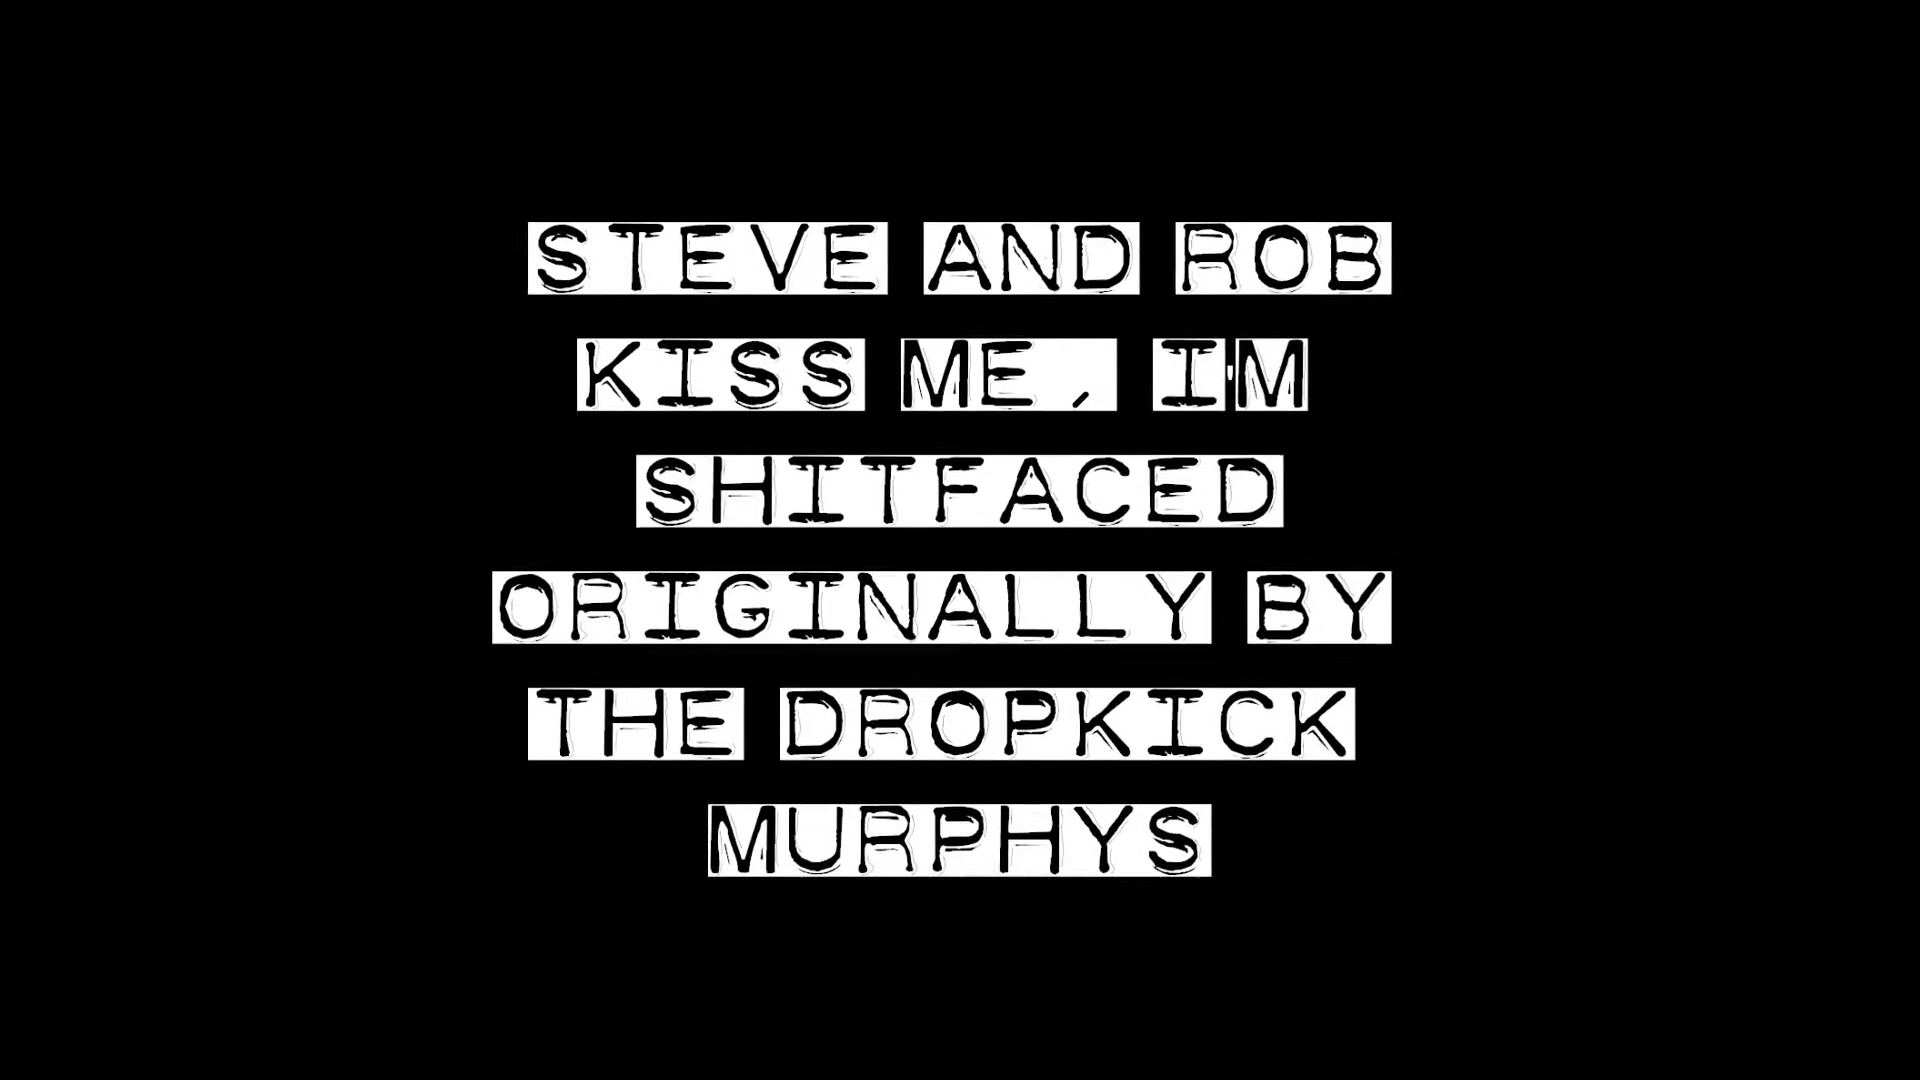 STEVE AND ROB
KISS ME, I'M
SHITFACED
ORIGINALLY BY
THE DROPKICK
MURPHYS